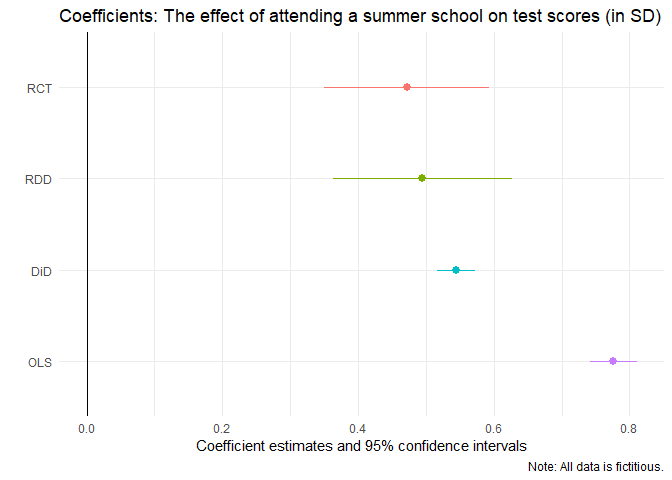 Coefficients: The effect of attending a summer school on test scores (in SD)
RCT
RDD
DiD
OLS
0.0 0.2 0.4 0.6 0.8
Coefficient estimates and 95% confidence intervals
Note: All data is fictitious.